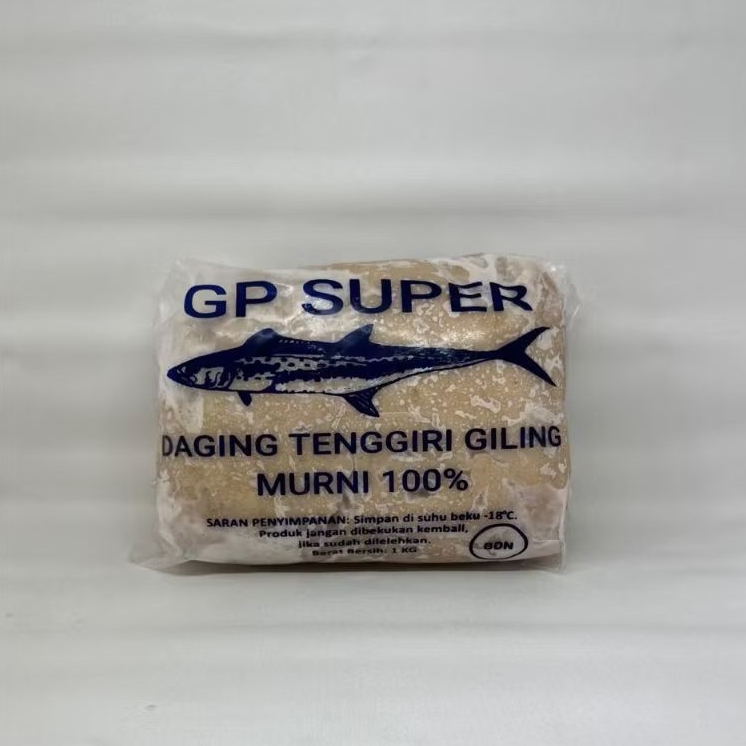 GP SUPER
DAGING TENGGIRI GILING
MURNI 100%
SARAN PENYIMPANAN: Simpan di suhu beku -18°C.
Produk jangan dibekukan kembali,
jika sudah dilelehkan.
Berat Bersih: 1 KG
BDN